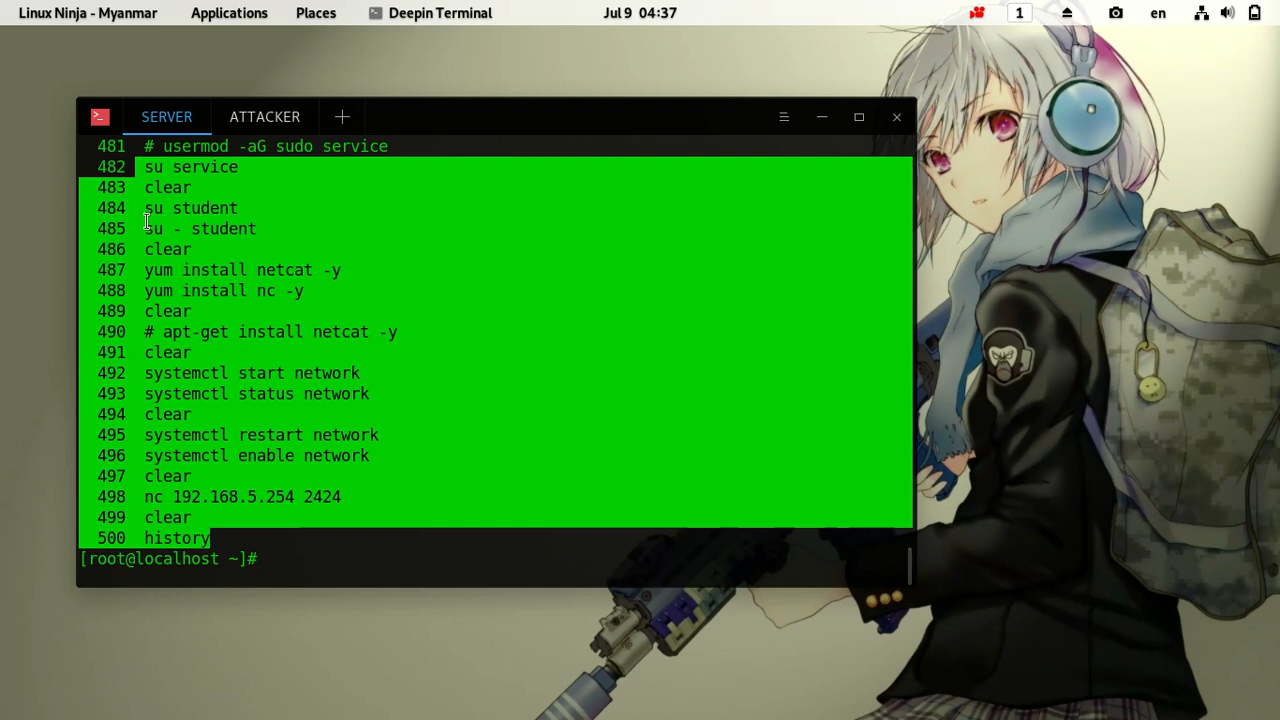 Linux Ninja - Myanmar Applications Places Deepin Terminal Jul 9 04:37 1 en
>_ SERVER ATTACKER
481 # usermod -aG sudo service
482 su service
483 clear
484 su student
485 su - student
486 clear
487 yum install netcat -y
488 yum install nc -y
489 clear
490 # apt-get install netcat -y
491 clear
492 systemctl start network
493 systemctl status network
494 clear
495 systemctl restart network
496 systemctl enable network
497 clear
498 nc 192.168.5.254 2424
499 clear
500 history
[root@localhost ~]#